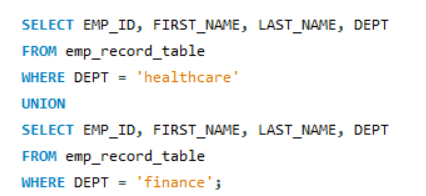 SELECT EMP_ID, FIRST_NAME, LAST_NAME, DEPT
FROM emp_record_table
WHERE DEPT = 'healthcare'
UNION
SELECT EMP_ID, FIRST_NAME, LAST_NAME, DEPT
FROM emp_record_table
WHERE DEPT = 'finance';